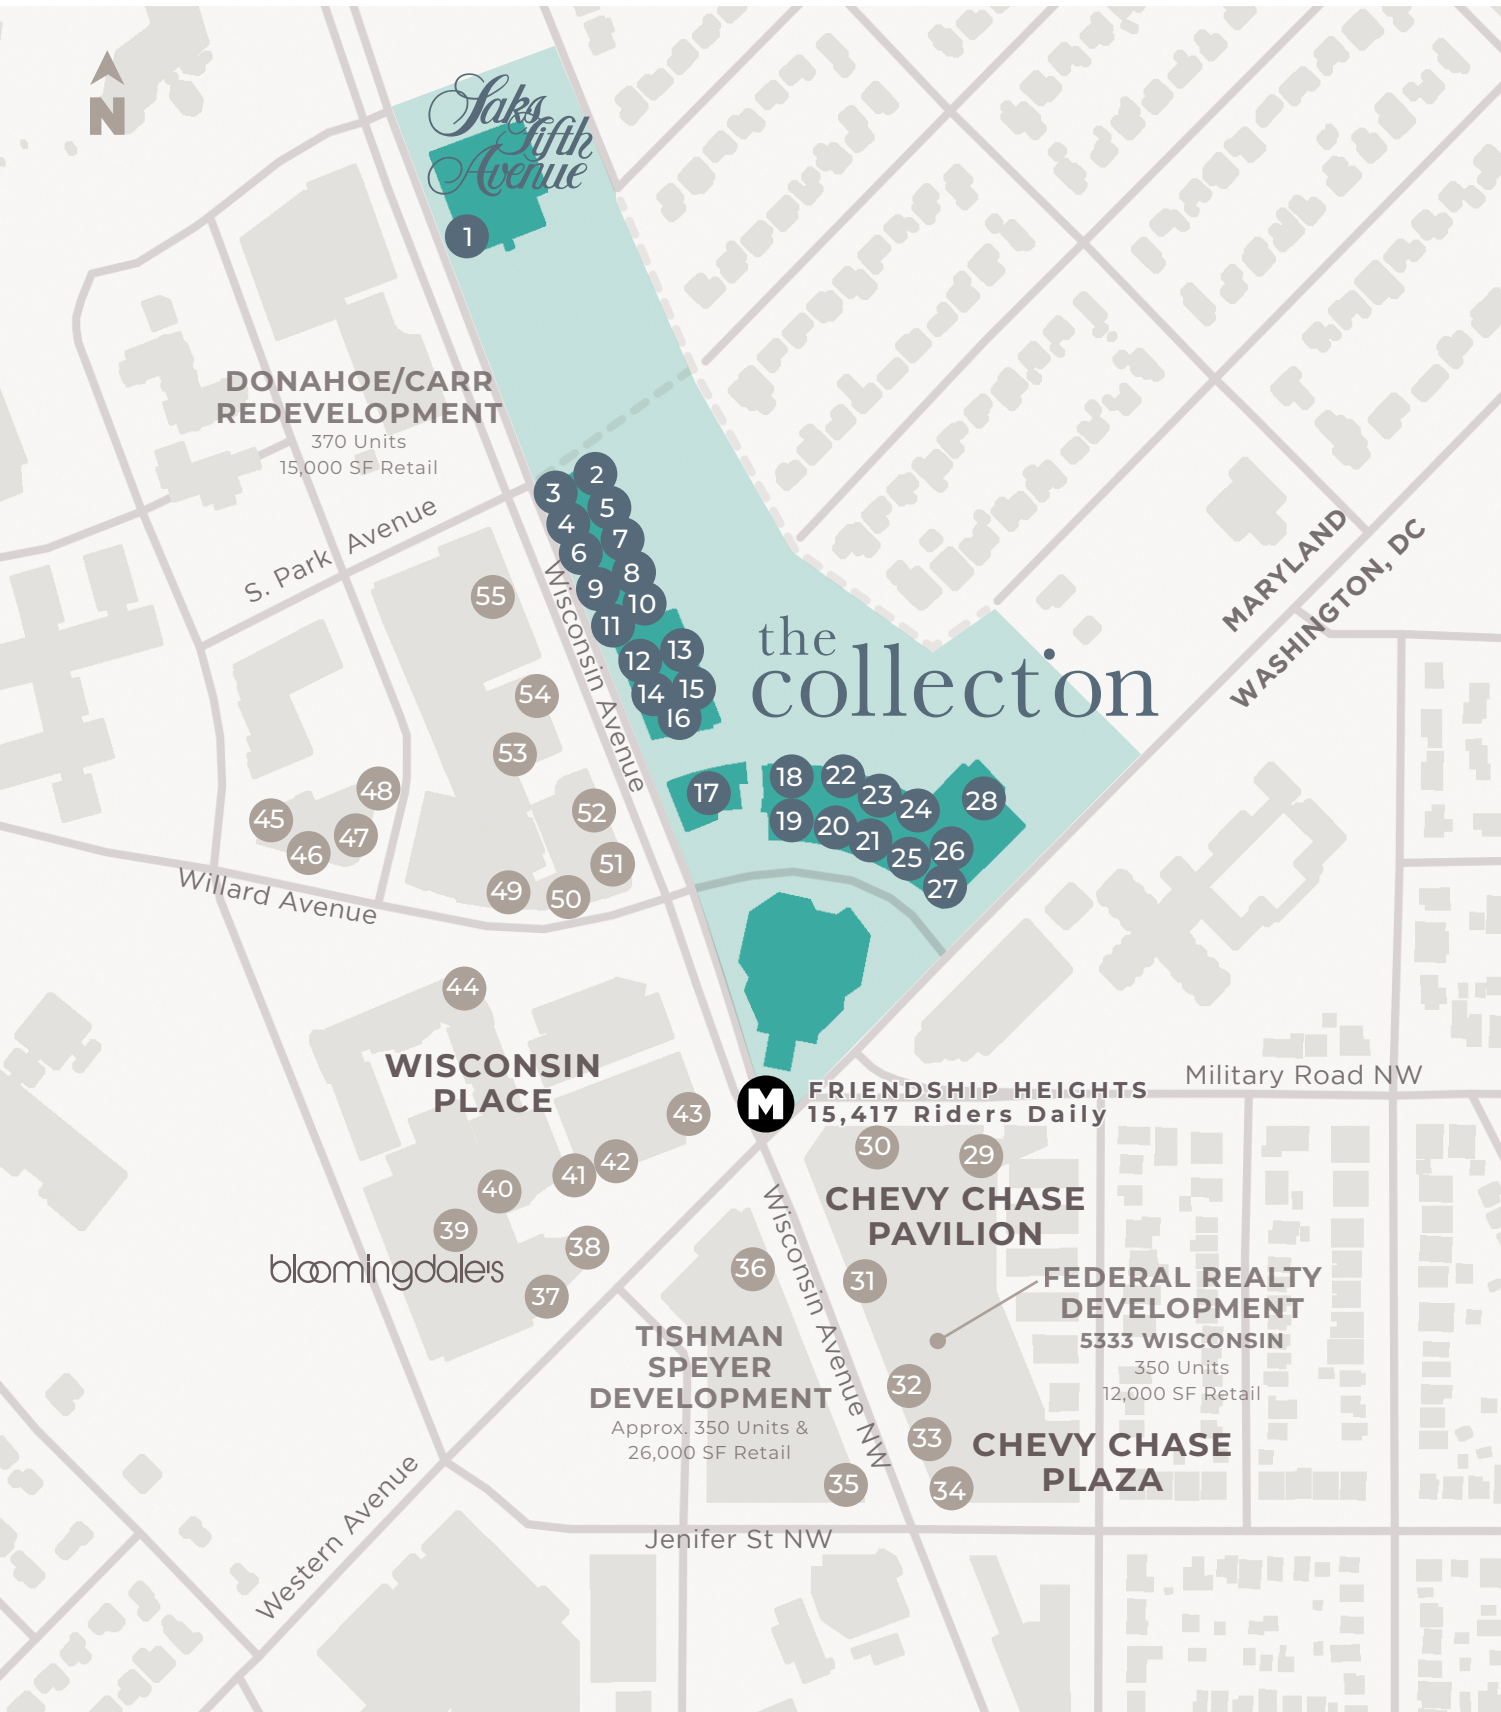 N
Saks
Fifth
Avenue
1
DONAHOE/CARR
REDEVELOPMENT
370 Units
15,000 SF Retail
S. Park Avenue
2
3
5
4
7
6
8
9
10
11
12
13
14
15
16
Wisconsin Avenue
the
collection
MARYLAND
WASHINGTON, DC
17
18
22
23
24
28
19
20
21
25
26
27
55
54
53
52
51
50
49
48
45
47
46
Willard Avenue
44
WISCONSIN
PLACE
43
42
41
40
39
38
37
bloomingdale's
M
FRIENDSHIP HEIGHTS
15,417 Riders Daily
Military Road NW
30
29
CHEVY CHASE
PAVILION
36
31
Wisconsin Avenue NW
FEDERAL REALTY
DEVELOPMENT
5333 WISCONSIN
350 Units
12,000 SF Retail
TISHMAN
SPEYER
DEVELOPMENT
Approx. 350 Units &
26,000 SF Retail
32
33
CHEVY CHASE
PLAZA
34
35
Jenifer St NW
Western Avenue